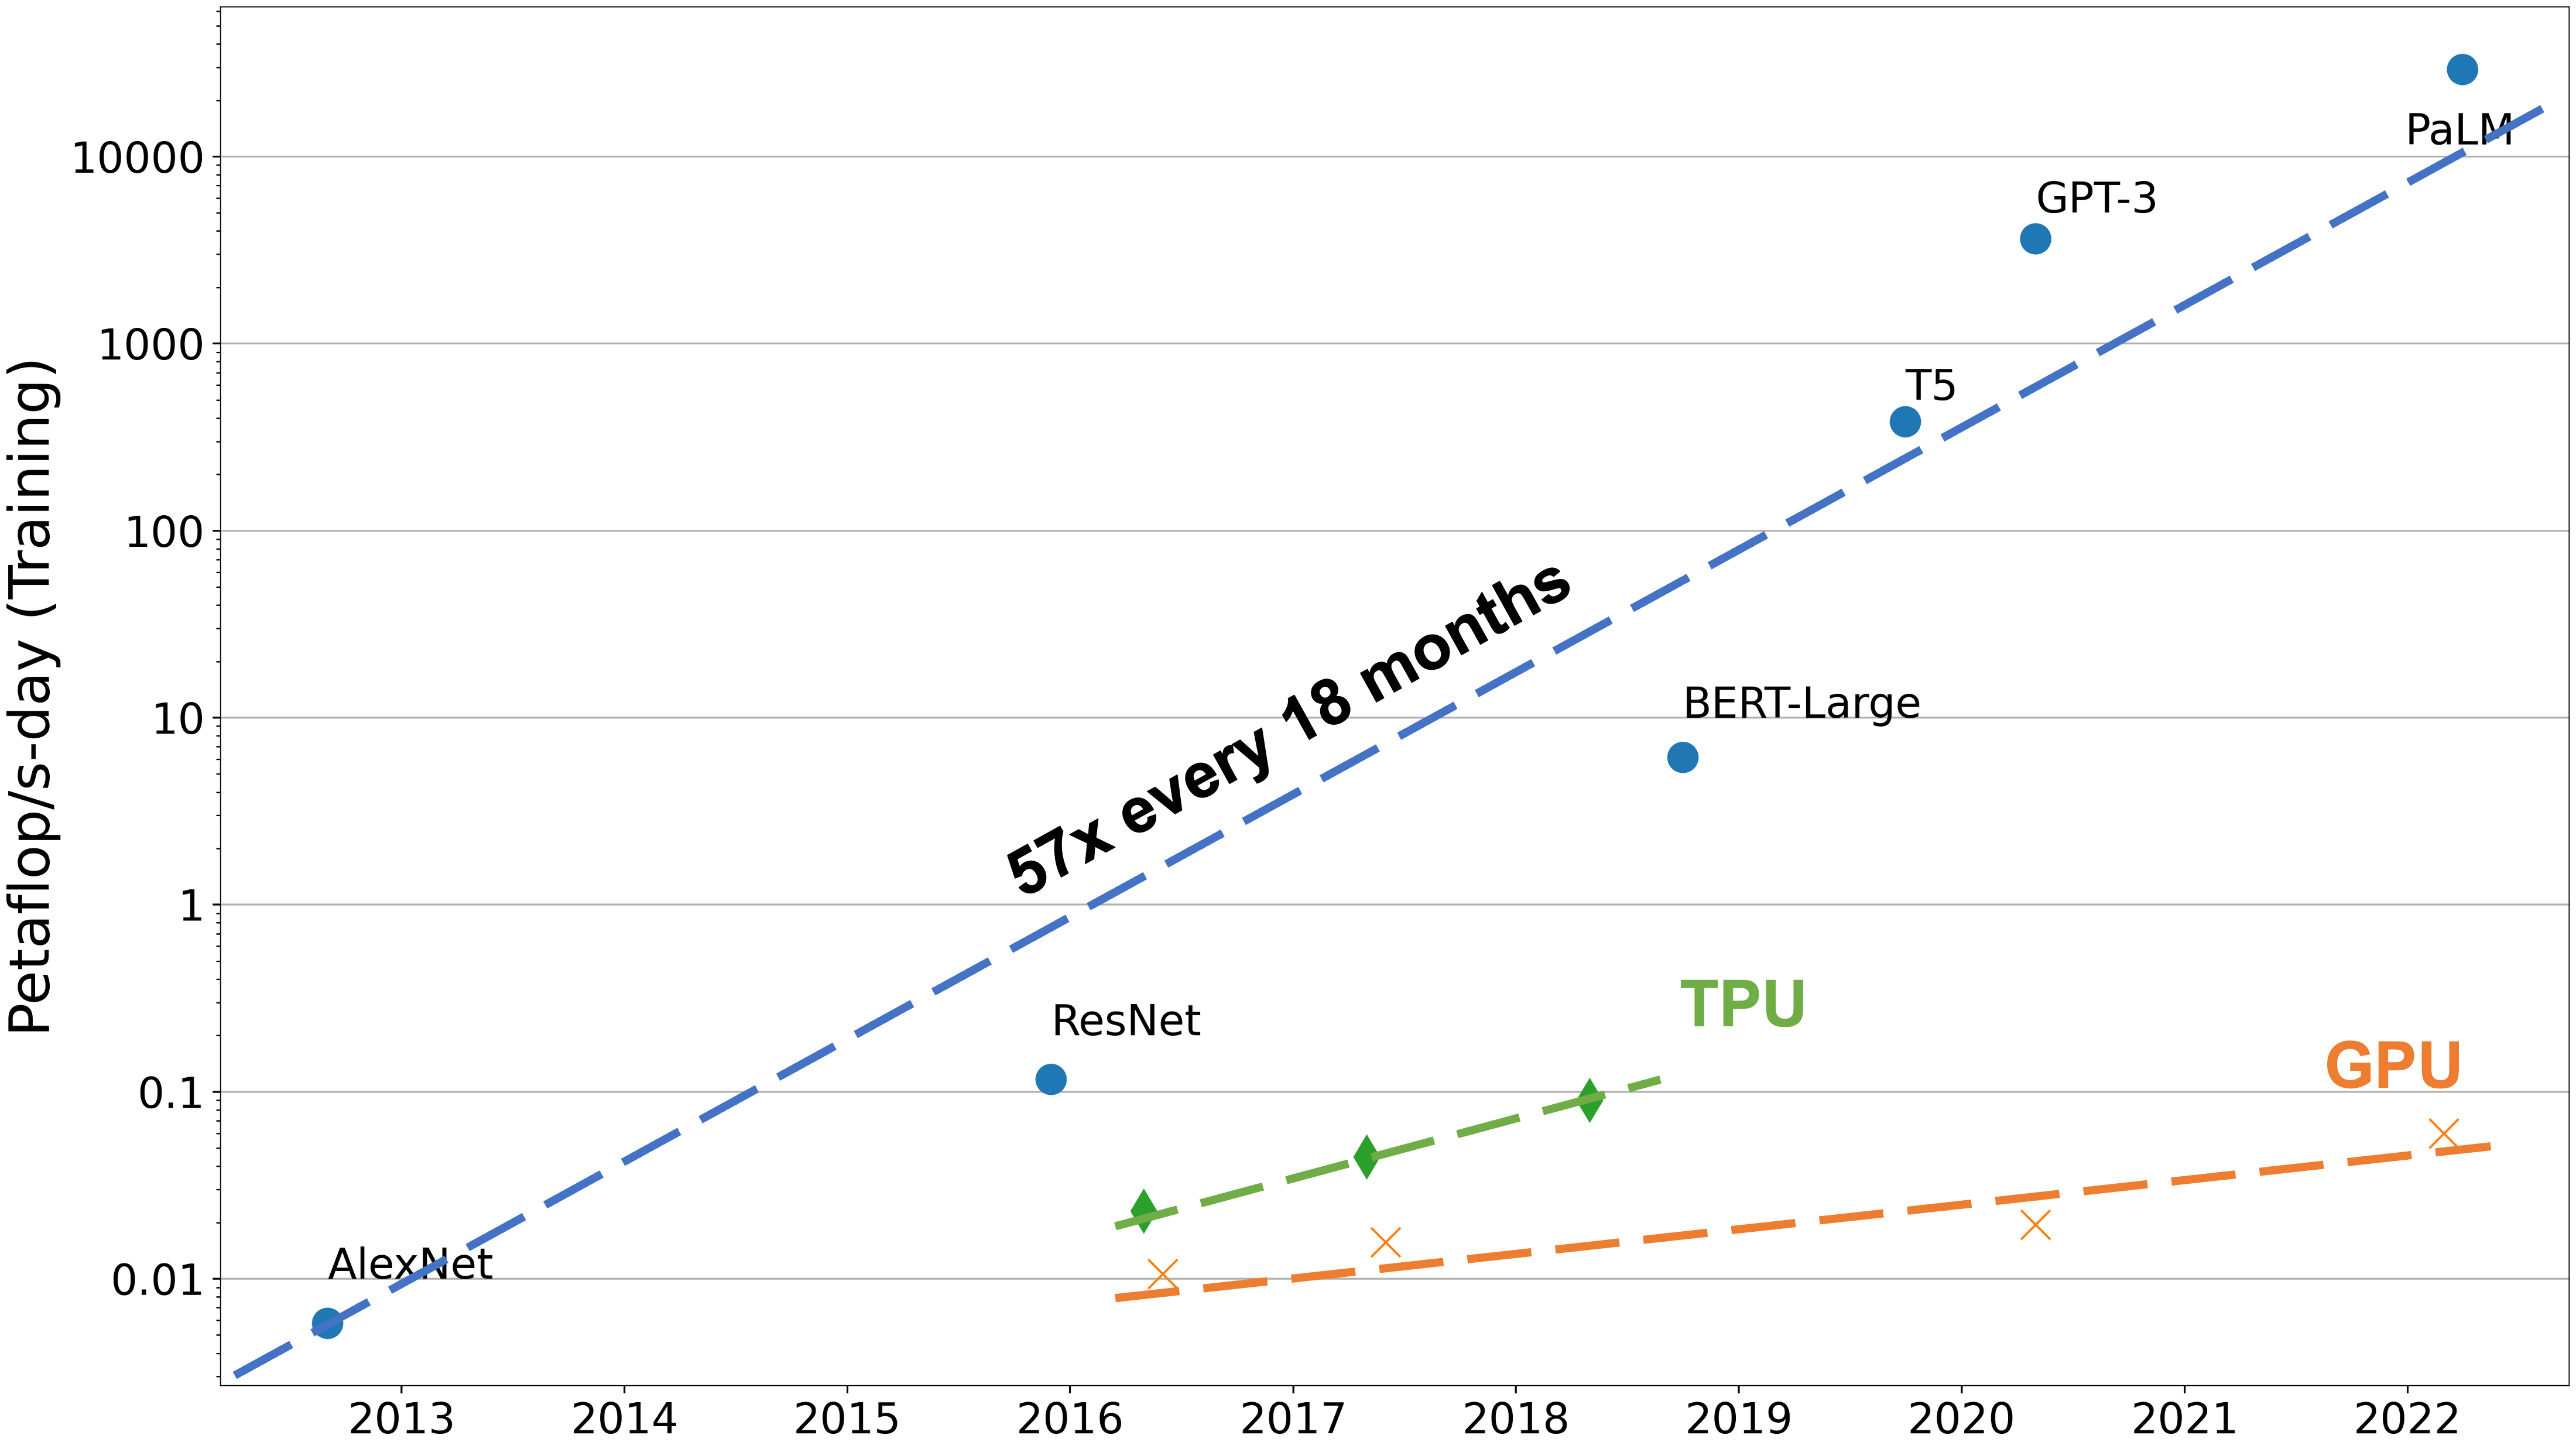 Petaflop/s-day (Training)
10000
1000
100
10
1
0.1
0.01
PaLM
GPT-3
T5
57x every 18 months
BERT-Large
TPU
ResNet
GPU
AlexNet
2013 2014 2015 2016 2017 2018 2019 2020 2021 2022